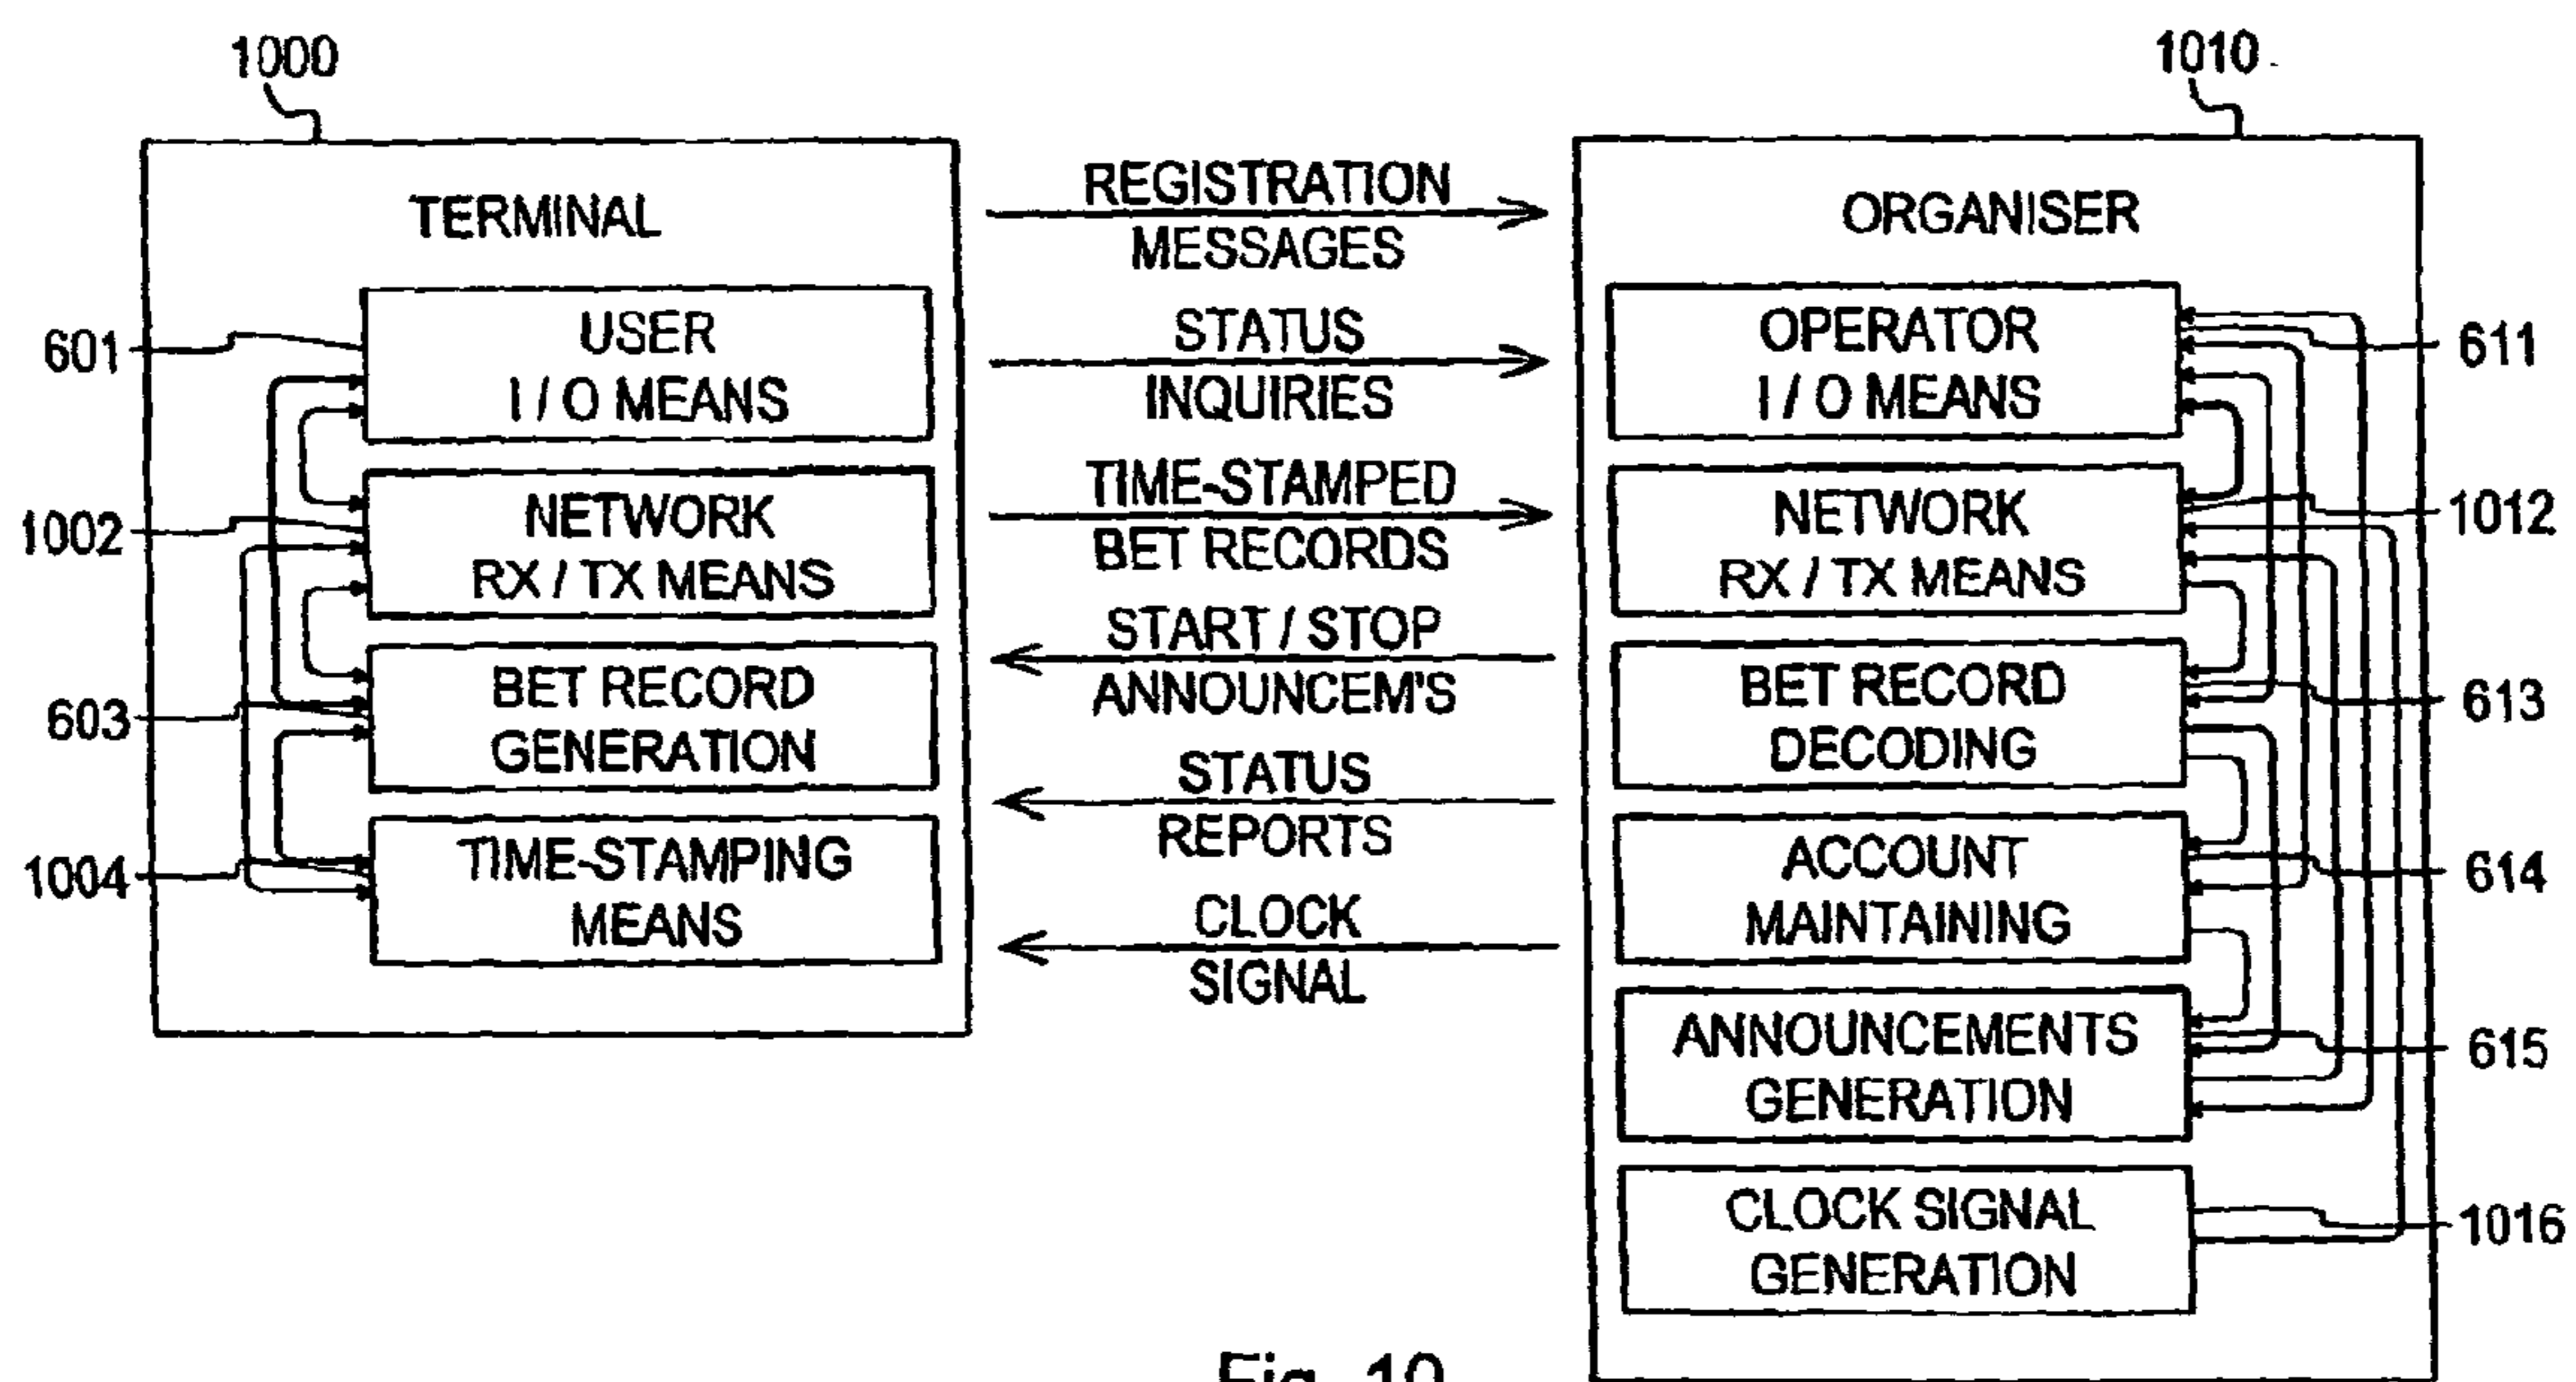 1000
1010
TERMINAL
601
USER
I / O MEANS
1002
NETWORK
RX / TX MEANS
603
BET RECORD
GENERATION
1004
TIME-STAMPING
MEANS
REGISTRATION
MESSAGES
STATUS
INQUIRIES
TIME-STAMPED
BET RECORDS
START / STOP
ANNOUNCEM'S
STATUS
REPORTS
CLOCK
SIGNAL
ORGANISER
OPERATOR
I / O MEANS
611
NETWORK
RX / TX MEANS
1012
BET RECORD
DECODING
613
ACCOUNT
MAINTAINING
614
ANNOUNCEMENTS
GENERATION
615
CLOCK SIGNAL
GENERATION
1016
Fig. 10